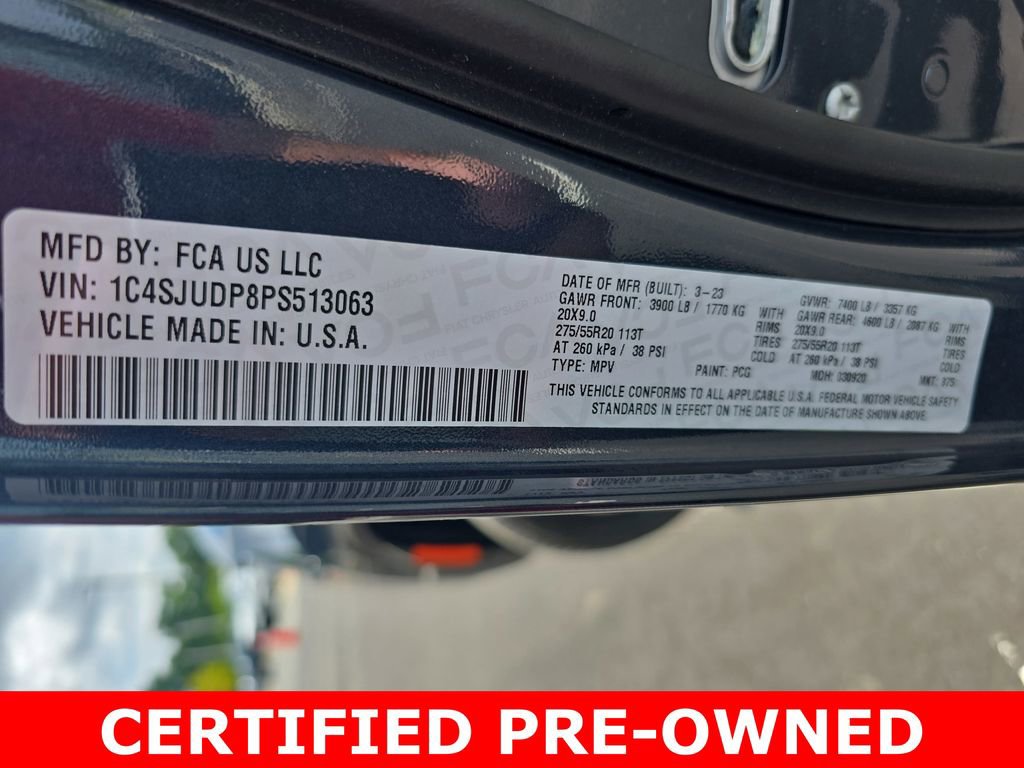 MFD BY: FCA US LLC
VIN: 1C4SJUDP8PS513063
VEHICLE MADE IN: U.S.A.
DATE OF MFR (BUILT): 3-23
GAWR FRONT: 3900 LB / 1770 KG WITH
20X9.0 RIMS
275/55R20 113T TIRES
AT 260 kPa / 38 PSI COLD
TYPE: MPV PAINT: PCG
GVWR: 7400 LB / 3357 KG
GAWR REAR: 4600 LB / 2087 KG WITH
20X9.0 RIMS
275/55R20 113T TIRES
AT 260 kPa / 38 PSI COLD
MDH: 030920 MKT: 375
THIS VEHICLE CONFORMS TO ALL APPLICABLE U.S.A. FEDERAL MOTOR VEHICLE SAFETY
STANDARDS IN EFFECT ON THE DATE OF MANUFACTURE SHOWN ABOVE.
CERTIFIED PRE-OWNED